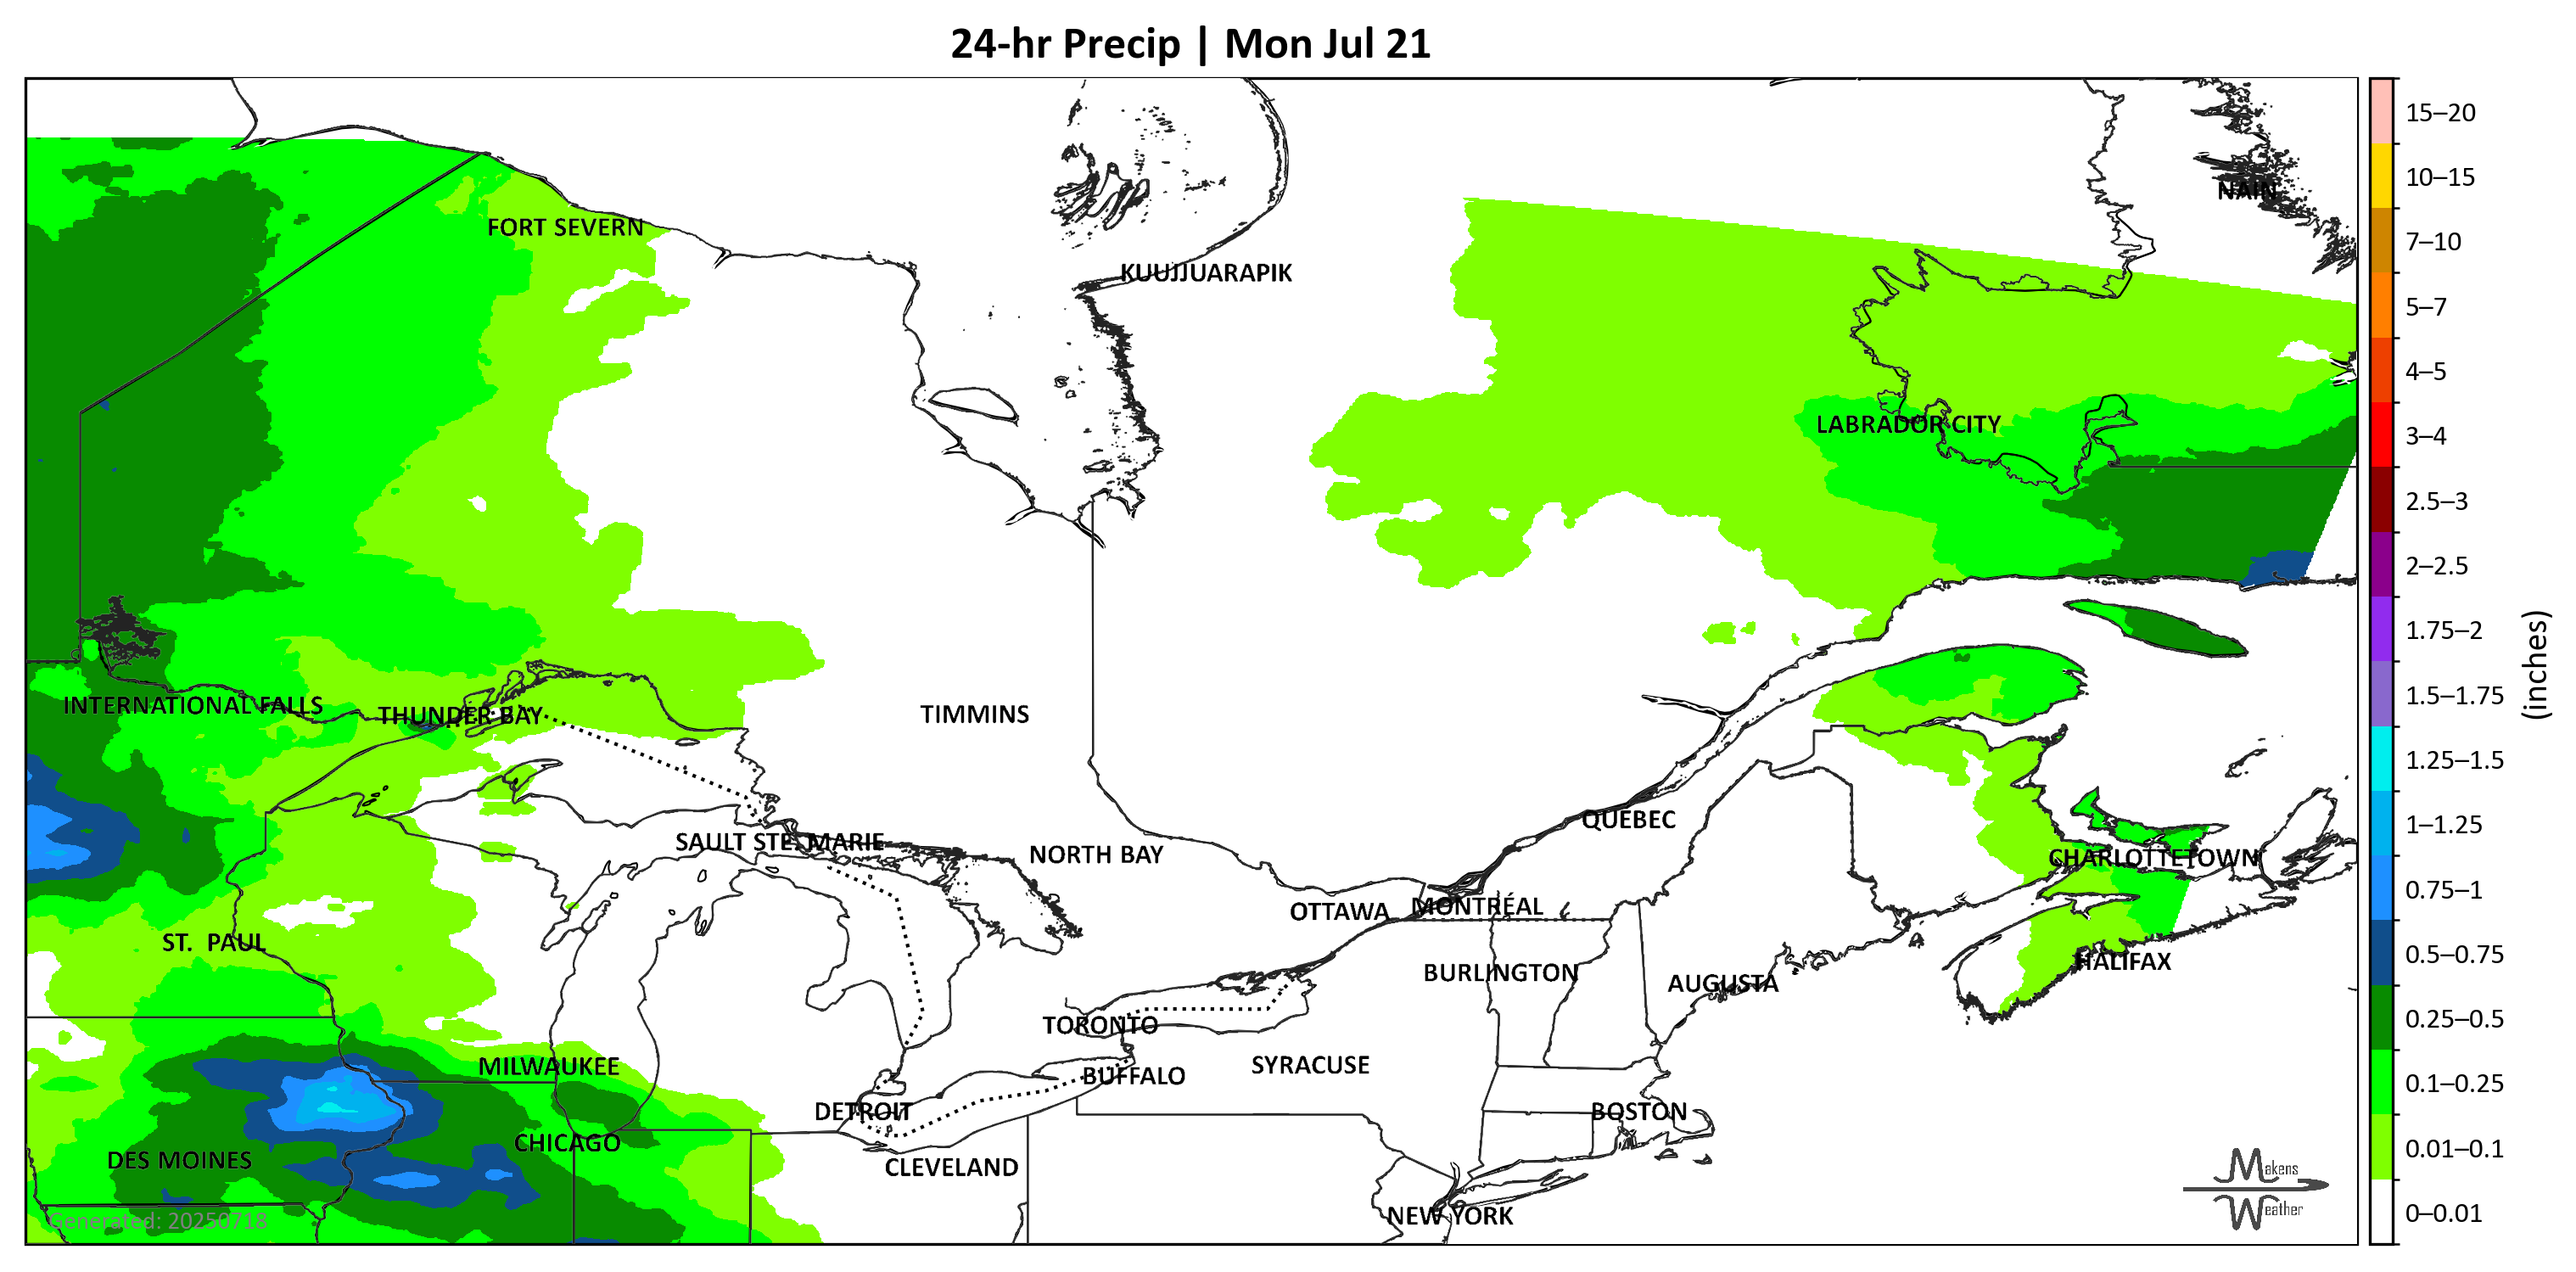 24-hr Precip | Mon Jul 21
NAIN
FORT SEVERN
KUUJJUARAPIK
LABRADOR CITY
INTERNATIONAL FALLS
THUNDER BAY
TIMMINS
SAULT STE. MARIE
QUEBEC
NORTH BAY
CHARLOTTETOWN
OTTAWA
MONTRÉAL
ST. PAUL
HALIFAX
BURLINGTON
AUGUSTA
TORONTO
MILWAUKEE
SYRACUSE
BUFFALO
DETROIT
BOSTON
CHICAGO
DES MOINES
CLEVELAND
NEW YORK
Generated: 20250718
Makens
Weather
15–20
10–15
7–10
5–7
4–5
3–4
2.5–3
2–2.5
1.75–2
1.5–1.75
1.25–1.5
1–1.25
0.75–1
0.5–0.75
0.25–0.5
0.1–0.25
0.01–0.1
0–0.01
(inches)